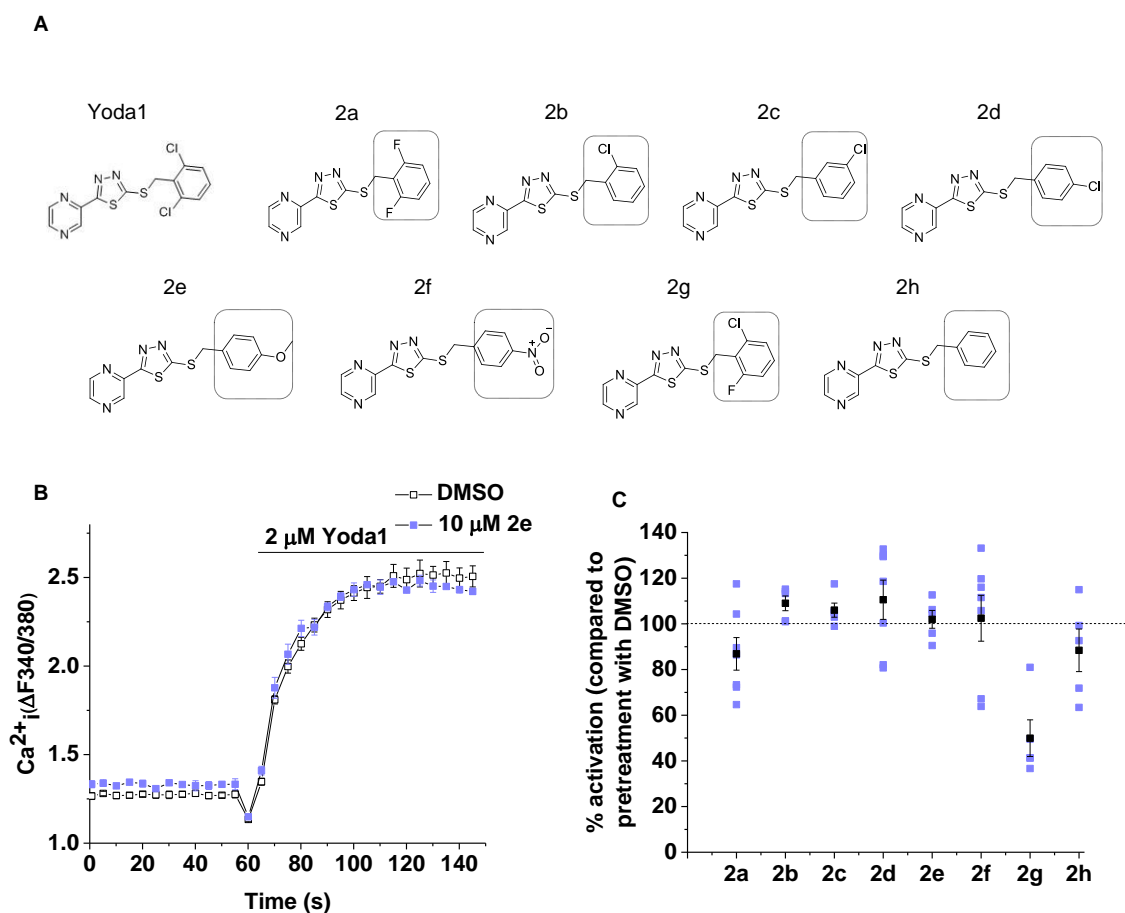 A
Yoda1 2a 2b 2c 2d
Cl Cl N N N N S S
F F N N N N S S
Cl N N N N S S
Cl N N N N S S
Cl N N N N S S
2e 2f 2g 2h
O N N N N S S
N+ O− O N N N N S S
Cl F N N N N S S
N N N N S S
B
DMSO
10 μM 2e
2 μM Yoda1
Ca2+i(ΔF340/380)
2.5
2.0
1.5
1.0
0 20 40 60 80 100 120 140
Time (s)
C
% activation (compared to
pretreatment with DMSO)
140
120
100
80
60
40
20
0
2a 2b 2c 2d 2e 2f 2g 2h